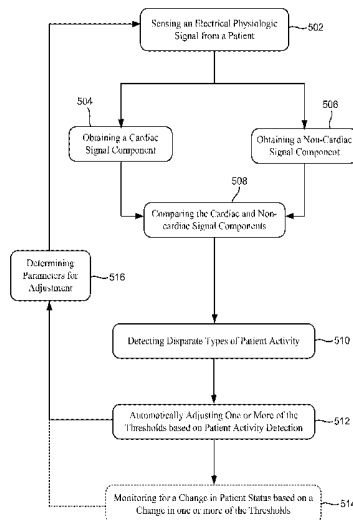 Sensing an Electrical Physiologic
Signal from a Patient
502
504
506
Obtaining a Cardiac
Signal Component
Obtaining a Non-Cardiac
Signal Component
508
Comparing the Cardiac and Non-
cardiac Signal Components
Determining
Parameters for
Adjustment
516
Detecting Disparate Types of Patient Activity
510
Automatically Adjusting One or More of the
Thresholds based on Patient Activity Detection
512
Monitoring for a Change in Patient Status based on a
Change in one or more of the Thresholds
514